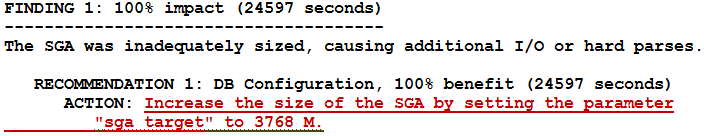 FINDING 1: 100% impact (24597 seconds)
--------------------------------------
The SGA was inadequately sized, causing additional I/O or hard parses.
RECOMMENDATION 1: DB Configuration, 100% benefit (24597 seconds)
ACTION: Increase the size of the SGA by setting the parameter
"sga target" to 3768 M.